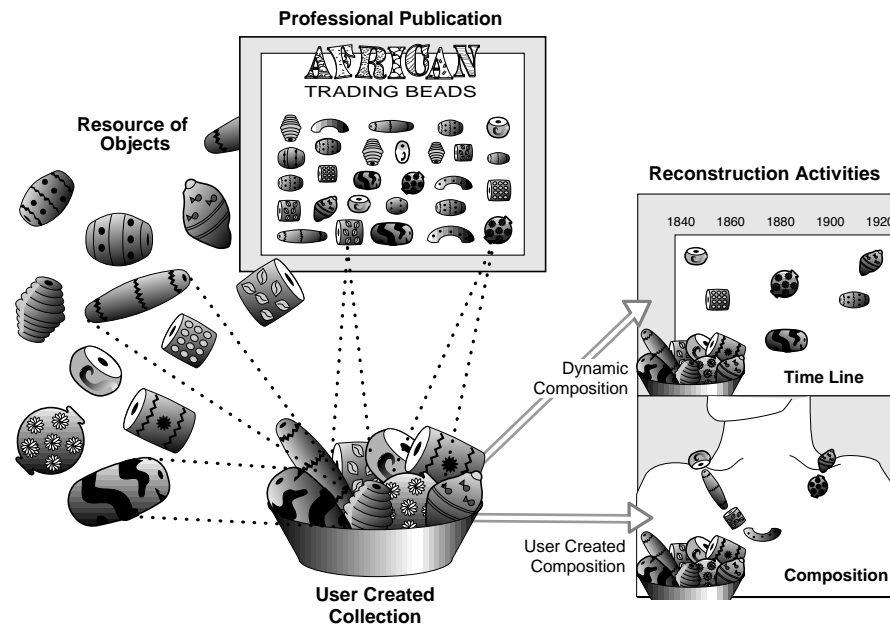 Professional Publication
AFRICAN
TRADING BEADS
Resource of
Objects
Reconstruction Activities
1840 1860 1880 1900 1920
Dynamic
Composition
Time Line
User Created
Composition
Composition
User Created
Collection